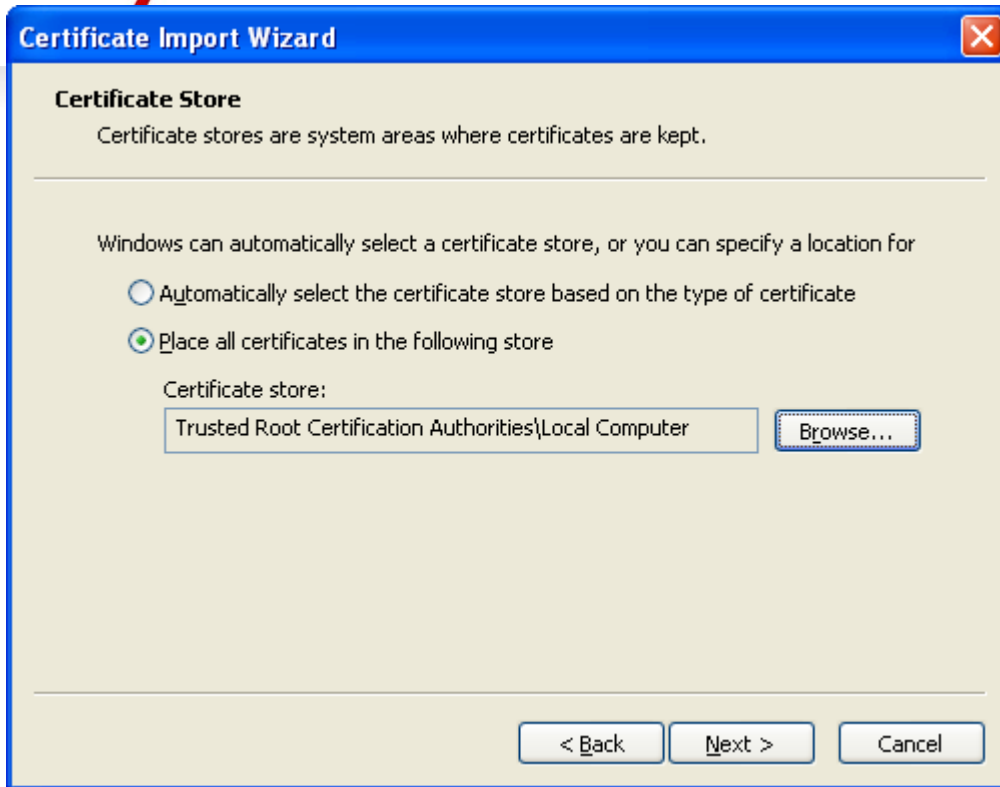 Certificate Import Wizard
Certificate Store
Certificate stores are system areas where certificates are kept.
Windows can automatically select a certificate store, or you can specify a location for
Automatically select the certificate store based on the type of certificate
Place all certificates in the following store
Certificate store:
Trusted Root Certification Authorities\Local Computer
Browse...
< Back
Next >
Cancel